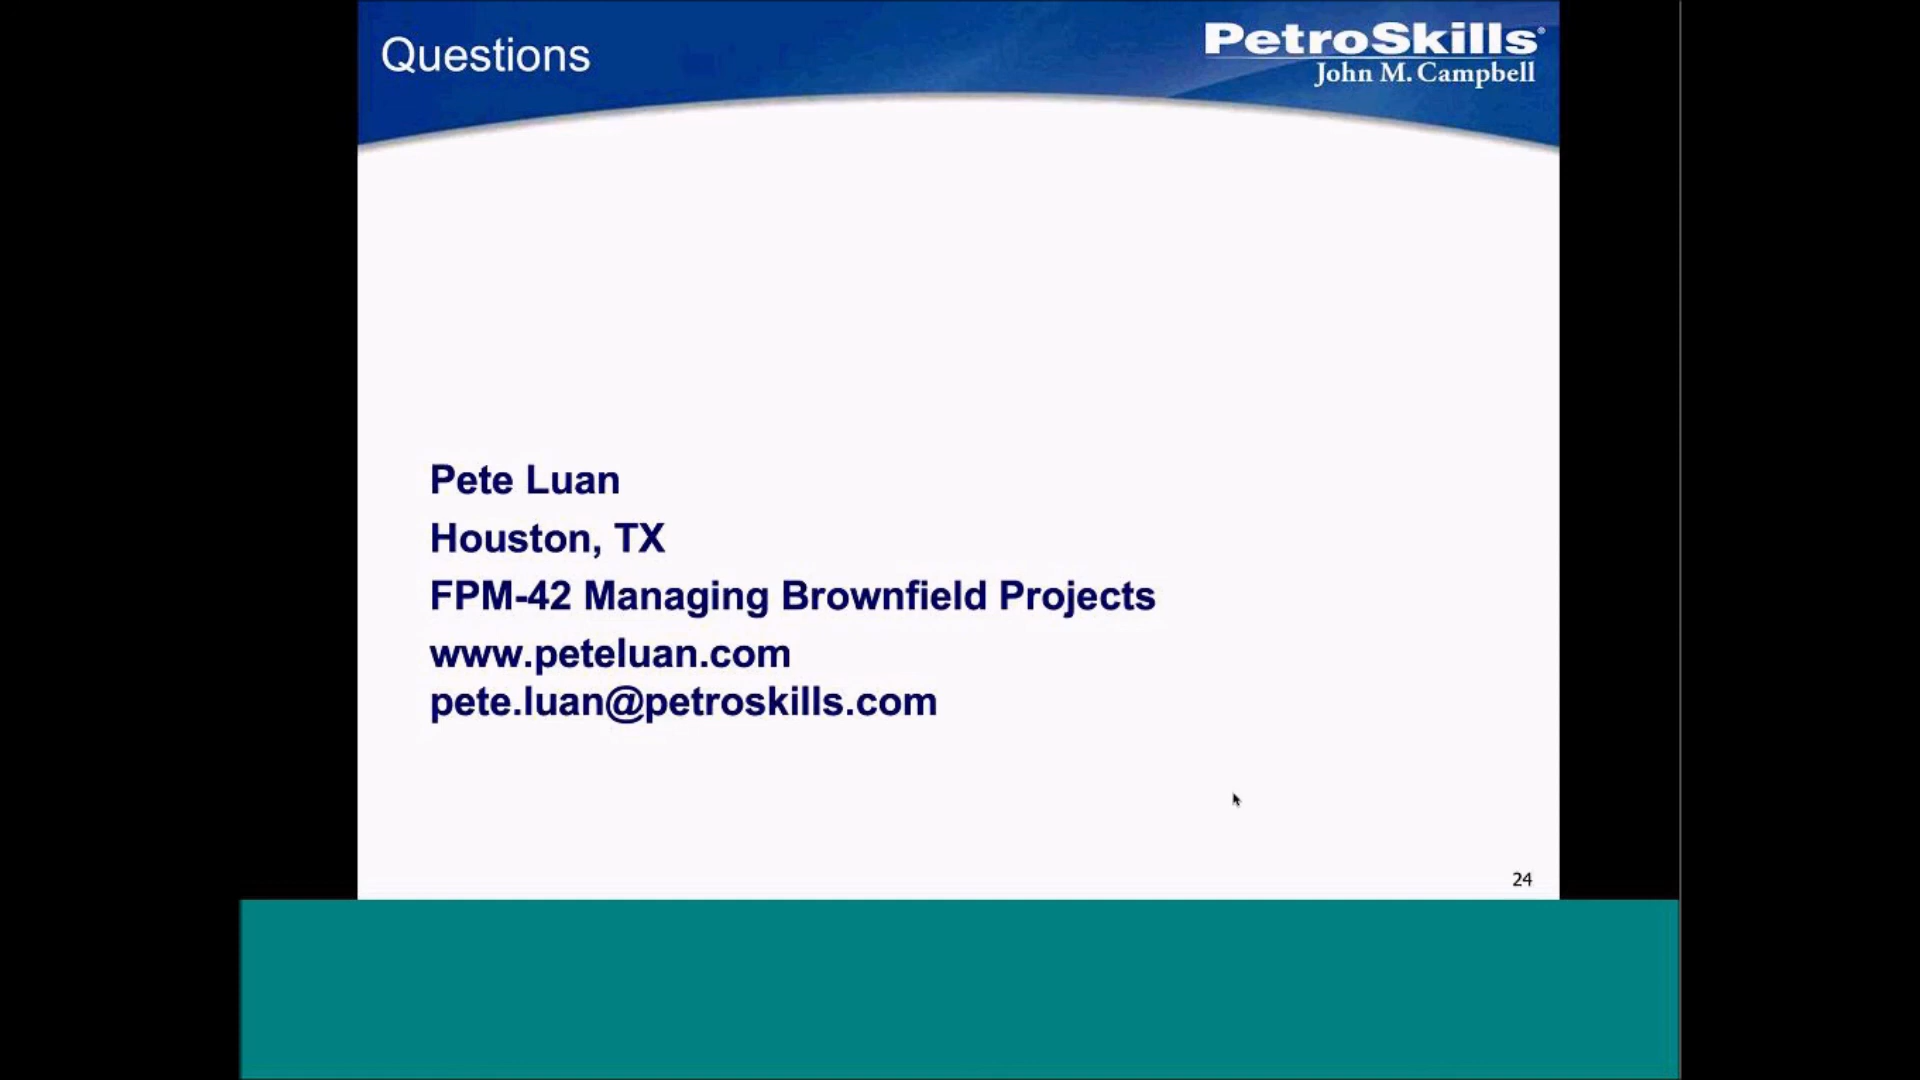 Questions
PetroSkills®
John M. Campbell
Pete Luan
Houston, TX
FPM-42 Managing Brownfield Projects
www.peteluan.com
pete.luan@petroskills.com
24